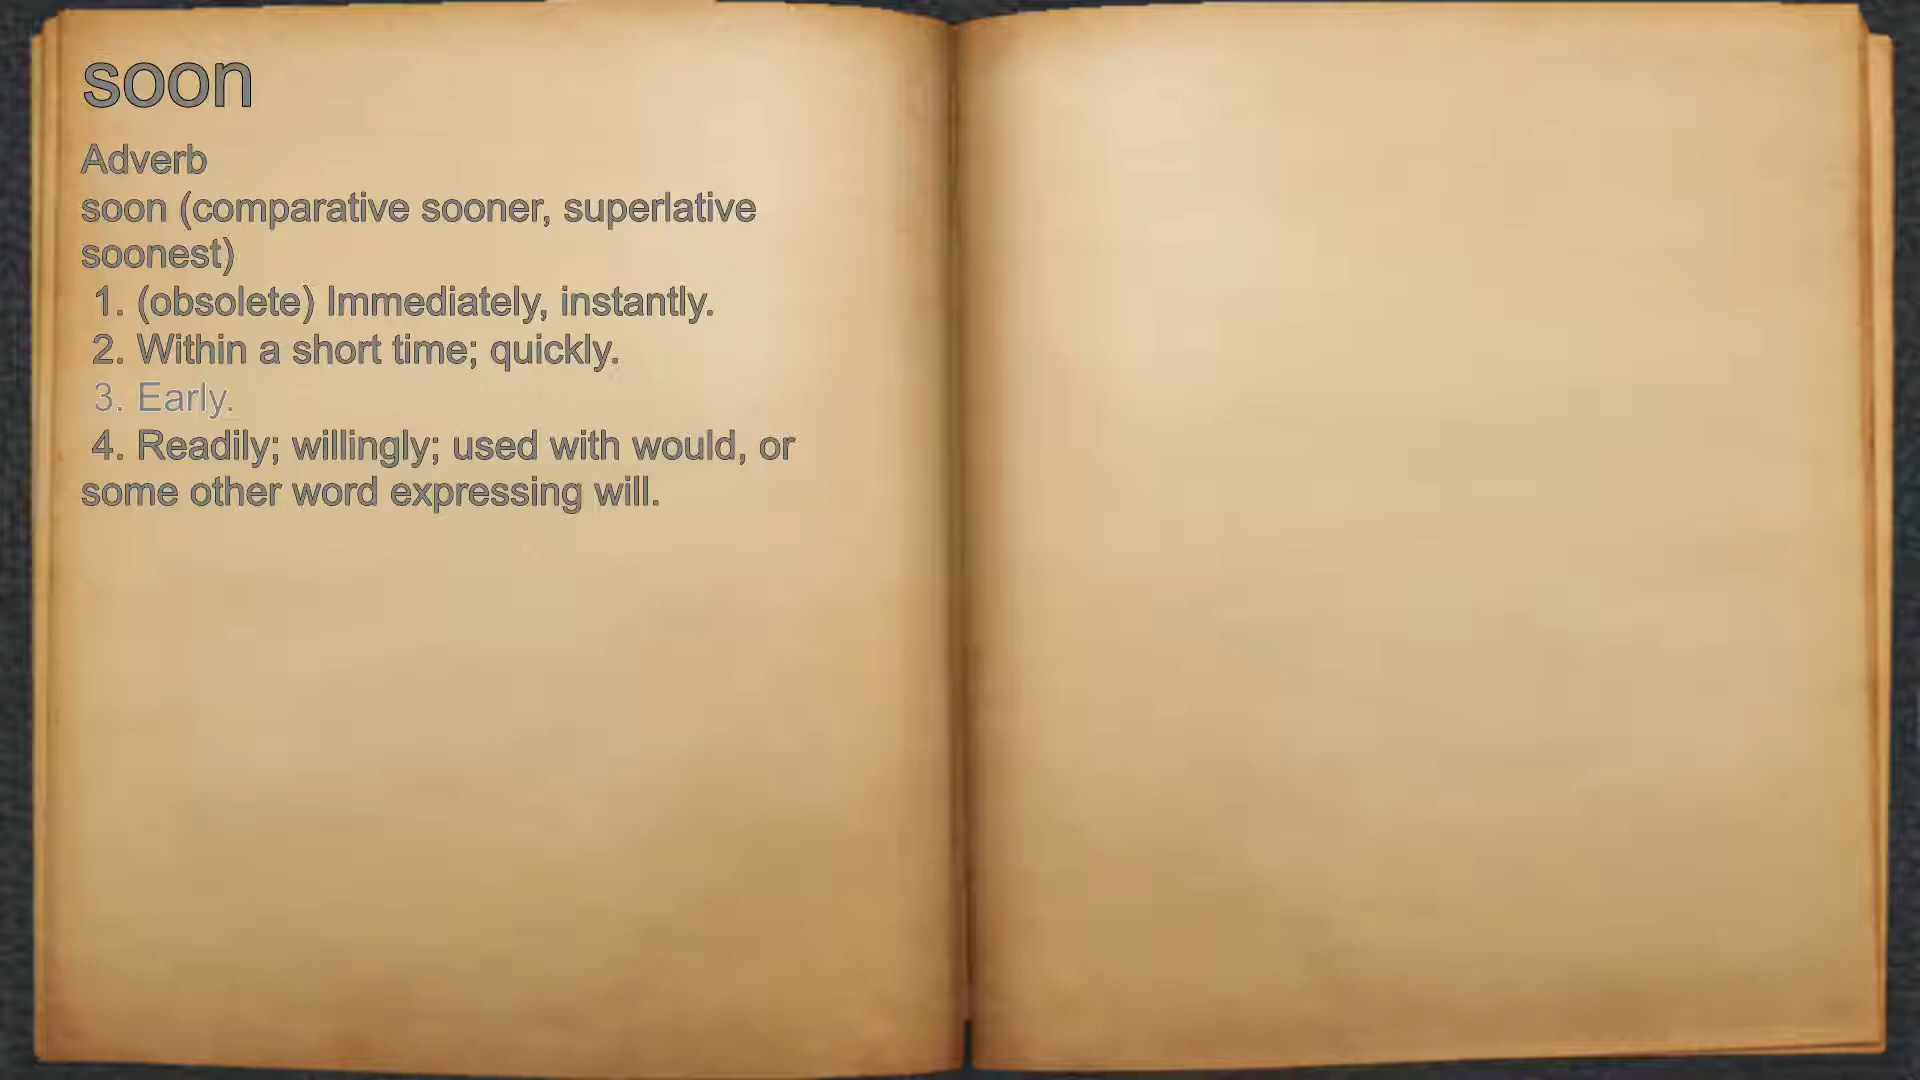 soon
Adverb
soon (comparative sooner, superlative
soonest)
1. (obsolete) Immediately, instantly.
2. Within a short time; quickly.
3. Early.
4. Readily; willingly; used with would, or
some other word expressing will.